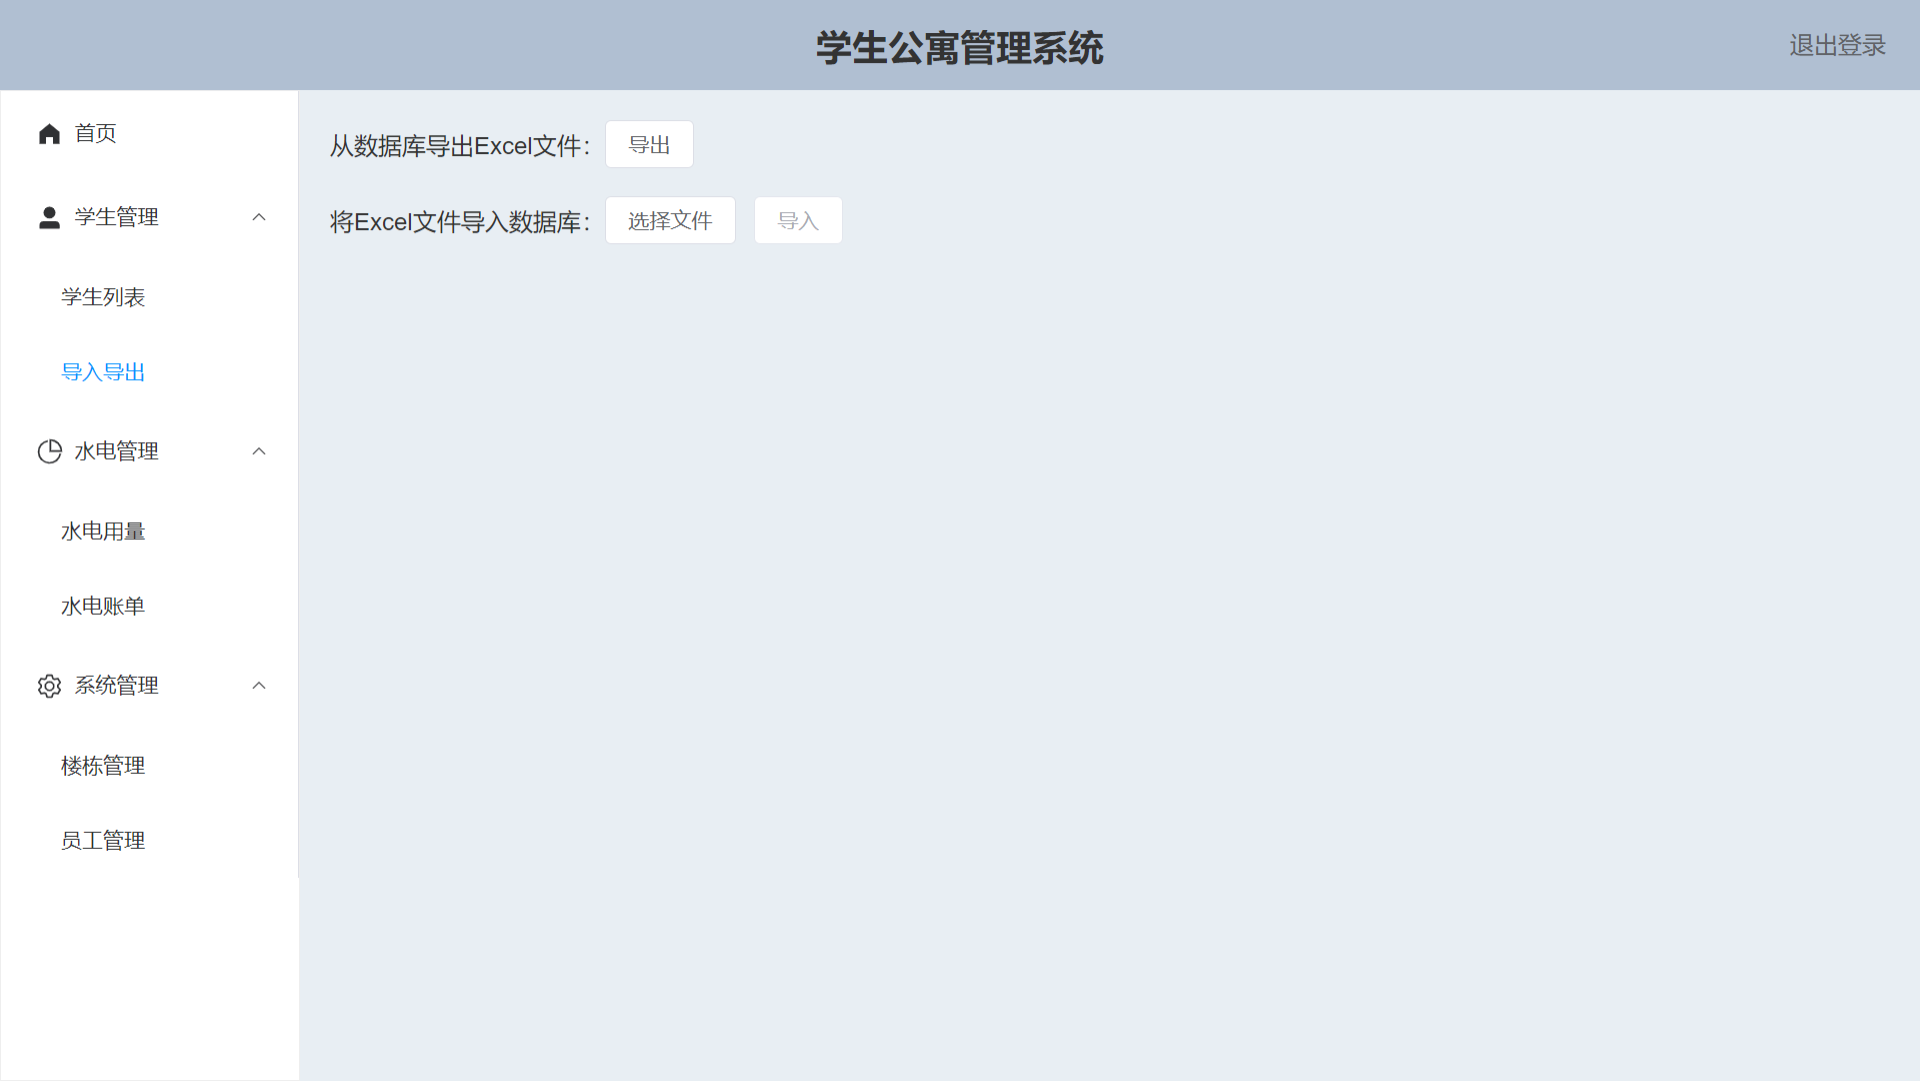 学生公寓管理系统
退出登录
首页
学生管理
学生列表
导入导出
水电管理
水电用量
水电账单
系统管理
楼栋管理
员工管理
从数据库导出Excel文件： 导出
将Excel文件导入数据库： 选择文件 导入